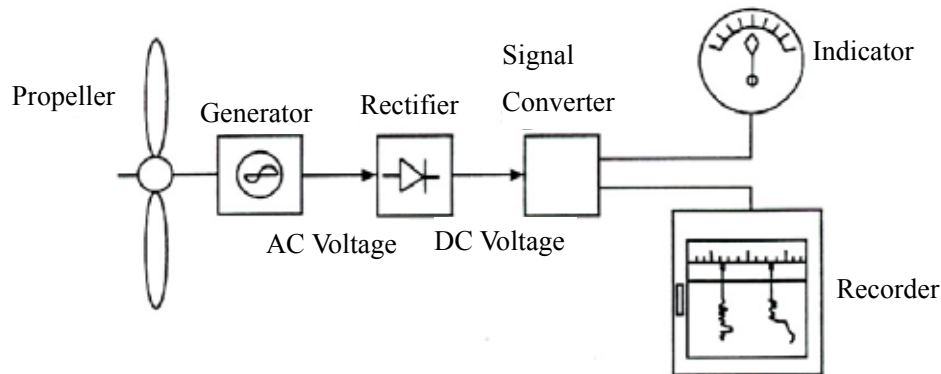 Propeller
Generator
Rectifier
Signal
Converter
Indicator
AC Voltage
DC Voltage
Recorder